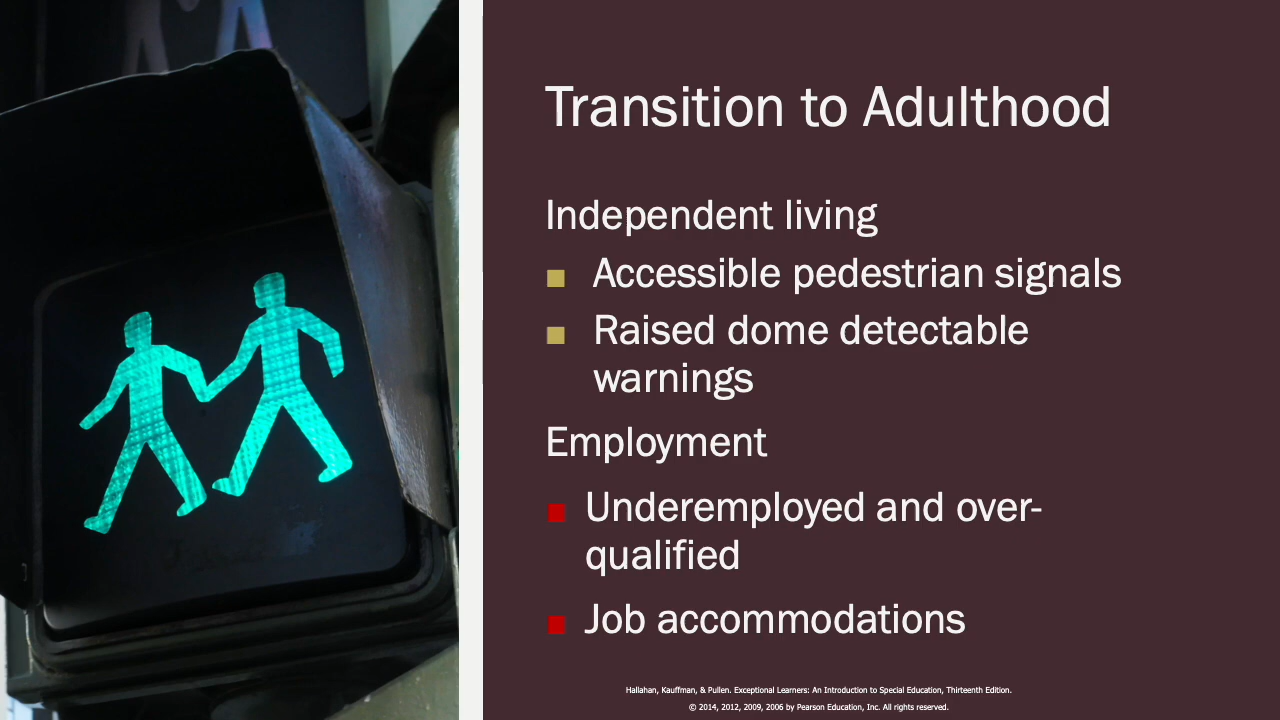 Transition to Adulthood
Independent living
■ Accessible pedestrian signals
■ Raised dome detectable
warnings
Employment
■ Underemployed and over-
qualified
■ Job accommodations
Hallahan, Kauffman, & Pullen. Exceptional Learners: An Introduction to Special Education, Thirteenth Edition.
© 2014, 2012, 2009, 2006 by Pearson Education, Inc. All rights reserved.